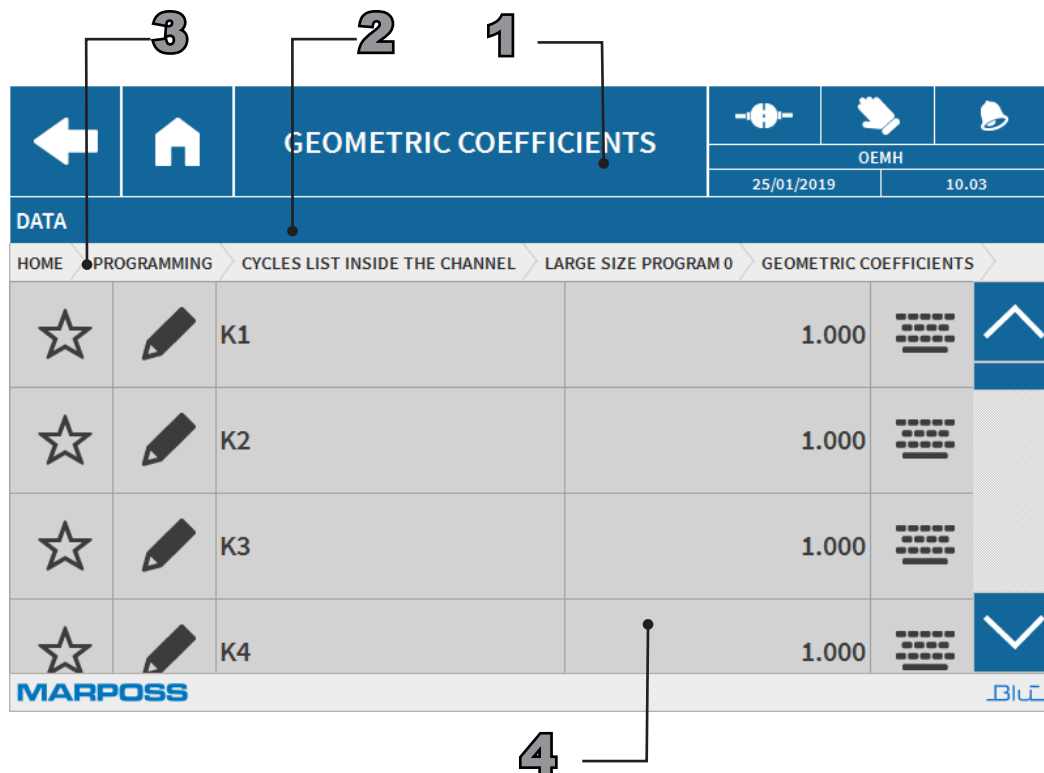 3 2 1
GEOMETRIC COEFFICIENTS
OEMH
25/01/2019 10.03
DATA
HOME PROGRAMMING CYCLES LIST INSIDE THE CHANNEL LARGE SIZE PROGRAM 0 GEOMETRIC COEFFICIENTS
K1 1.000
K2 1.000
K3 1.000
K4 1.000
MARPOSS Blú
4